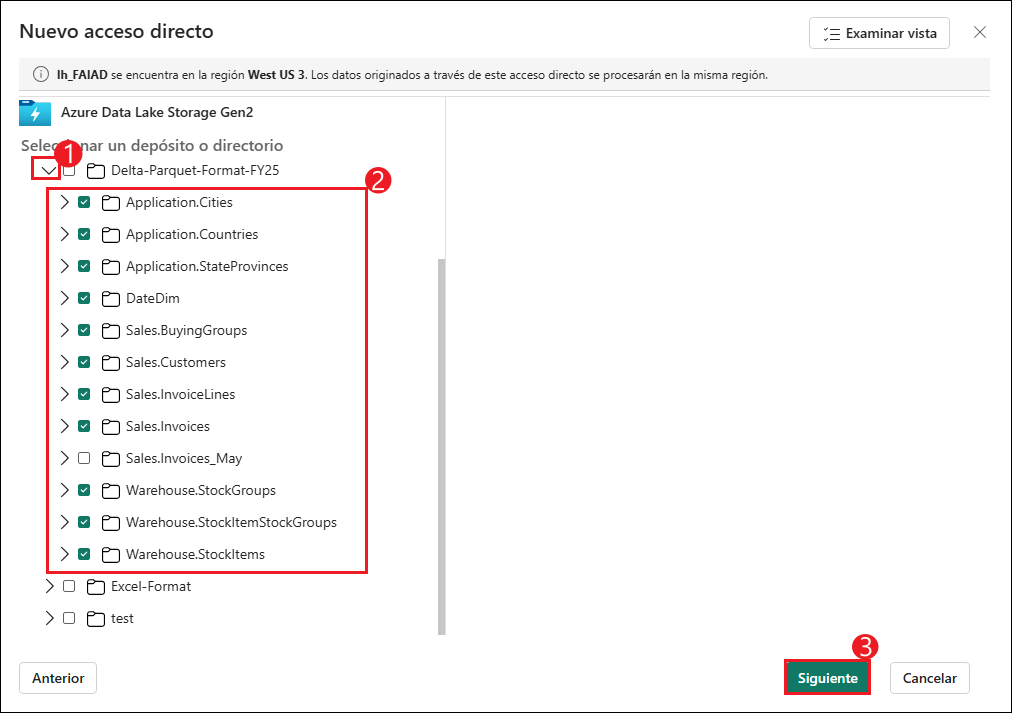 Nuevo acceso directo
Examinar vista
lh_FAIAD se encuentra en la región West US 3. Los datos originados a través de este acceso directo se procesarán en la misma región.
Azure Data Lake Storage Gen2
Selec nar un depósito o directorio
1
Delta-Parquet-Format-FY25
2
Application.Cities
Application.Countries
Application.StateProvinces
DateDim
Sales.BuyingGroups
Sales.Customers
Sales.InvoiceLines
Sales.Invoices
Sales.Invoices_May
Warehouse.StockGroups
Warehouse.StockItemStockGroups
Warehouse.StockItems
Excel-Format
test
3
Anterior
Siguiente
Cancelar